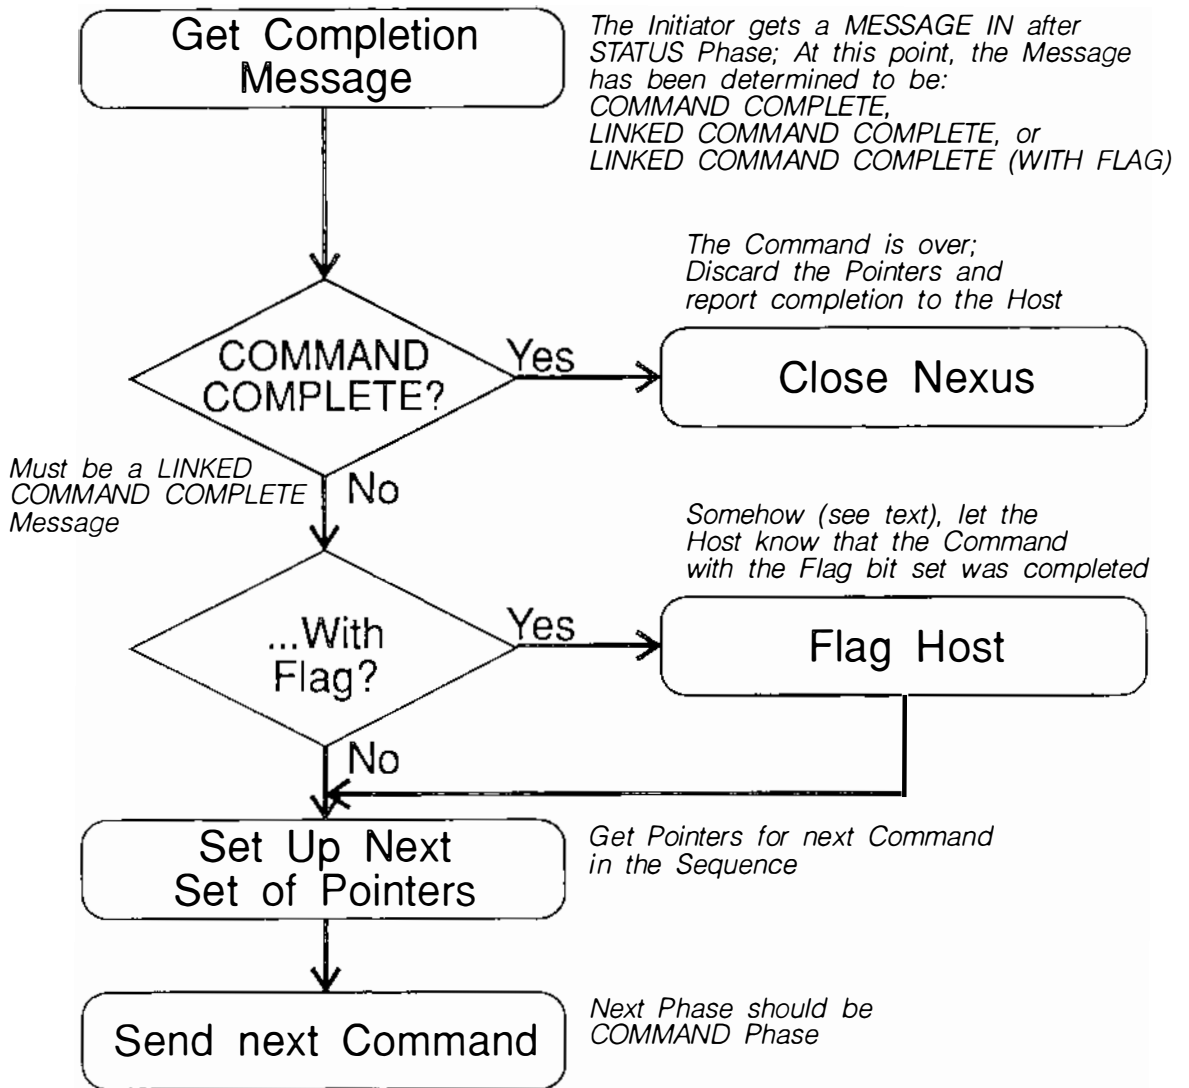 Get Completion
Message
The Initiator gets a MESSAGE IN after
STATUS Phase; At this point, the Message
has been determined to be:
COMMAND COMPLETE,
LINKED COMMAND COMPLETE, or
LINKED COMMAND COMPLETE (WITH FLAG)
The Command is over;
Discard the Pointers and
report completion to the Host
COMMAND
COMPLETE?
Yes
Close Nexus
Must be a LINKED
COMMAND COMPLETE
Message
No
Somehow (see text), let the
Host know that the Command
with the Flag bit set was completed
...With
Flag?
Yes
Flag Host
No
Set Up Next
Set of Pointers
Get Pointers for next Command
in the Sequence
Send next Command
Next Phase should be
COMMAND Phase